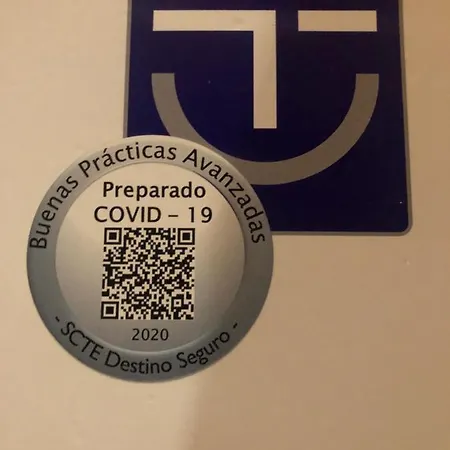 Buenas Prácticas Avanzadas
Preparado
COVID - 19
2020
- SCTE Destino Seguro -